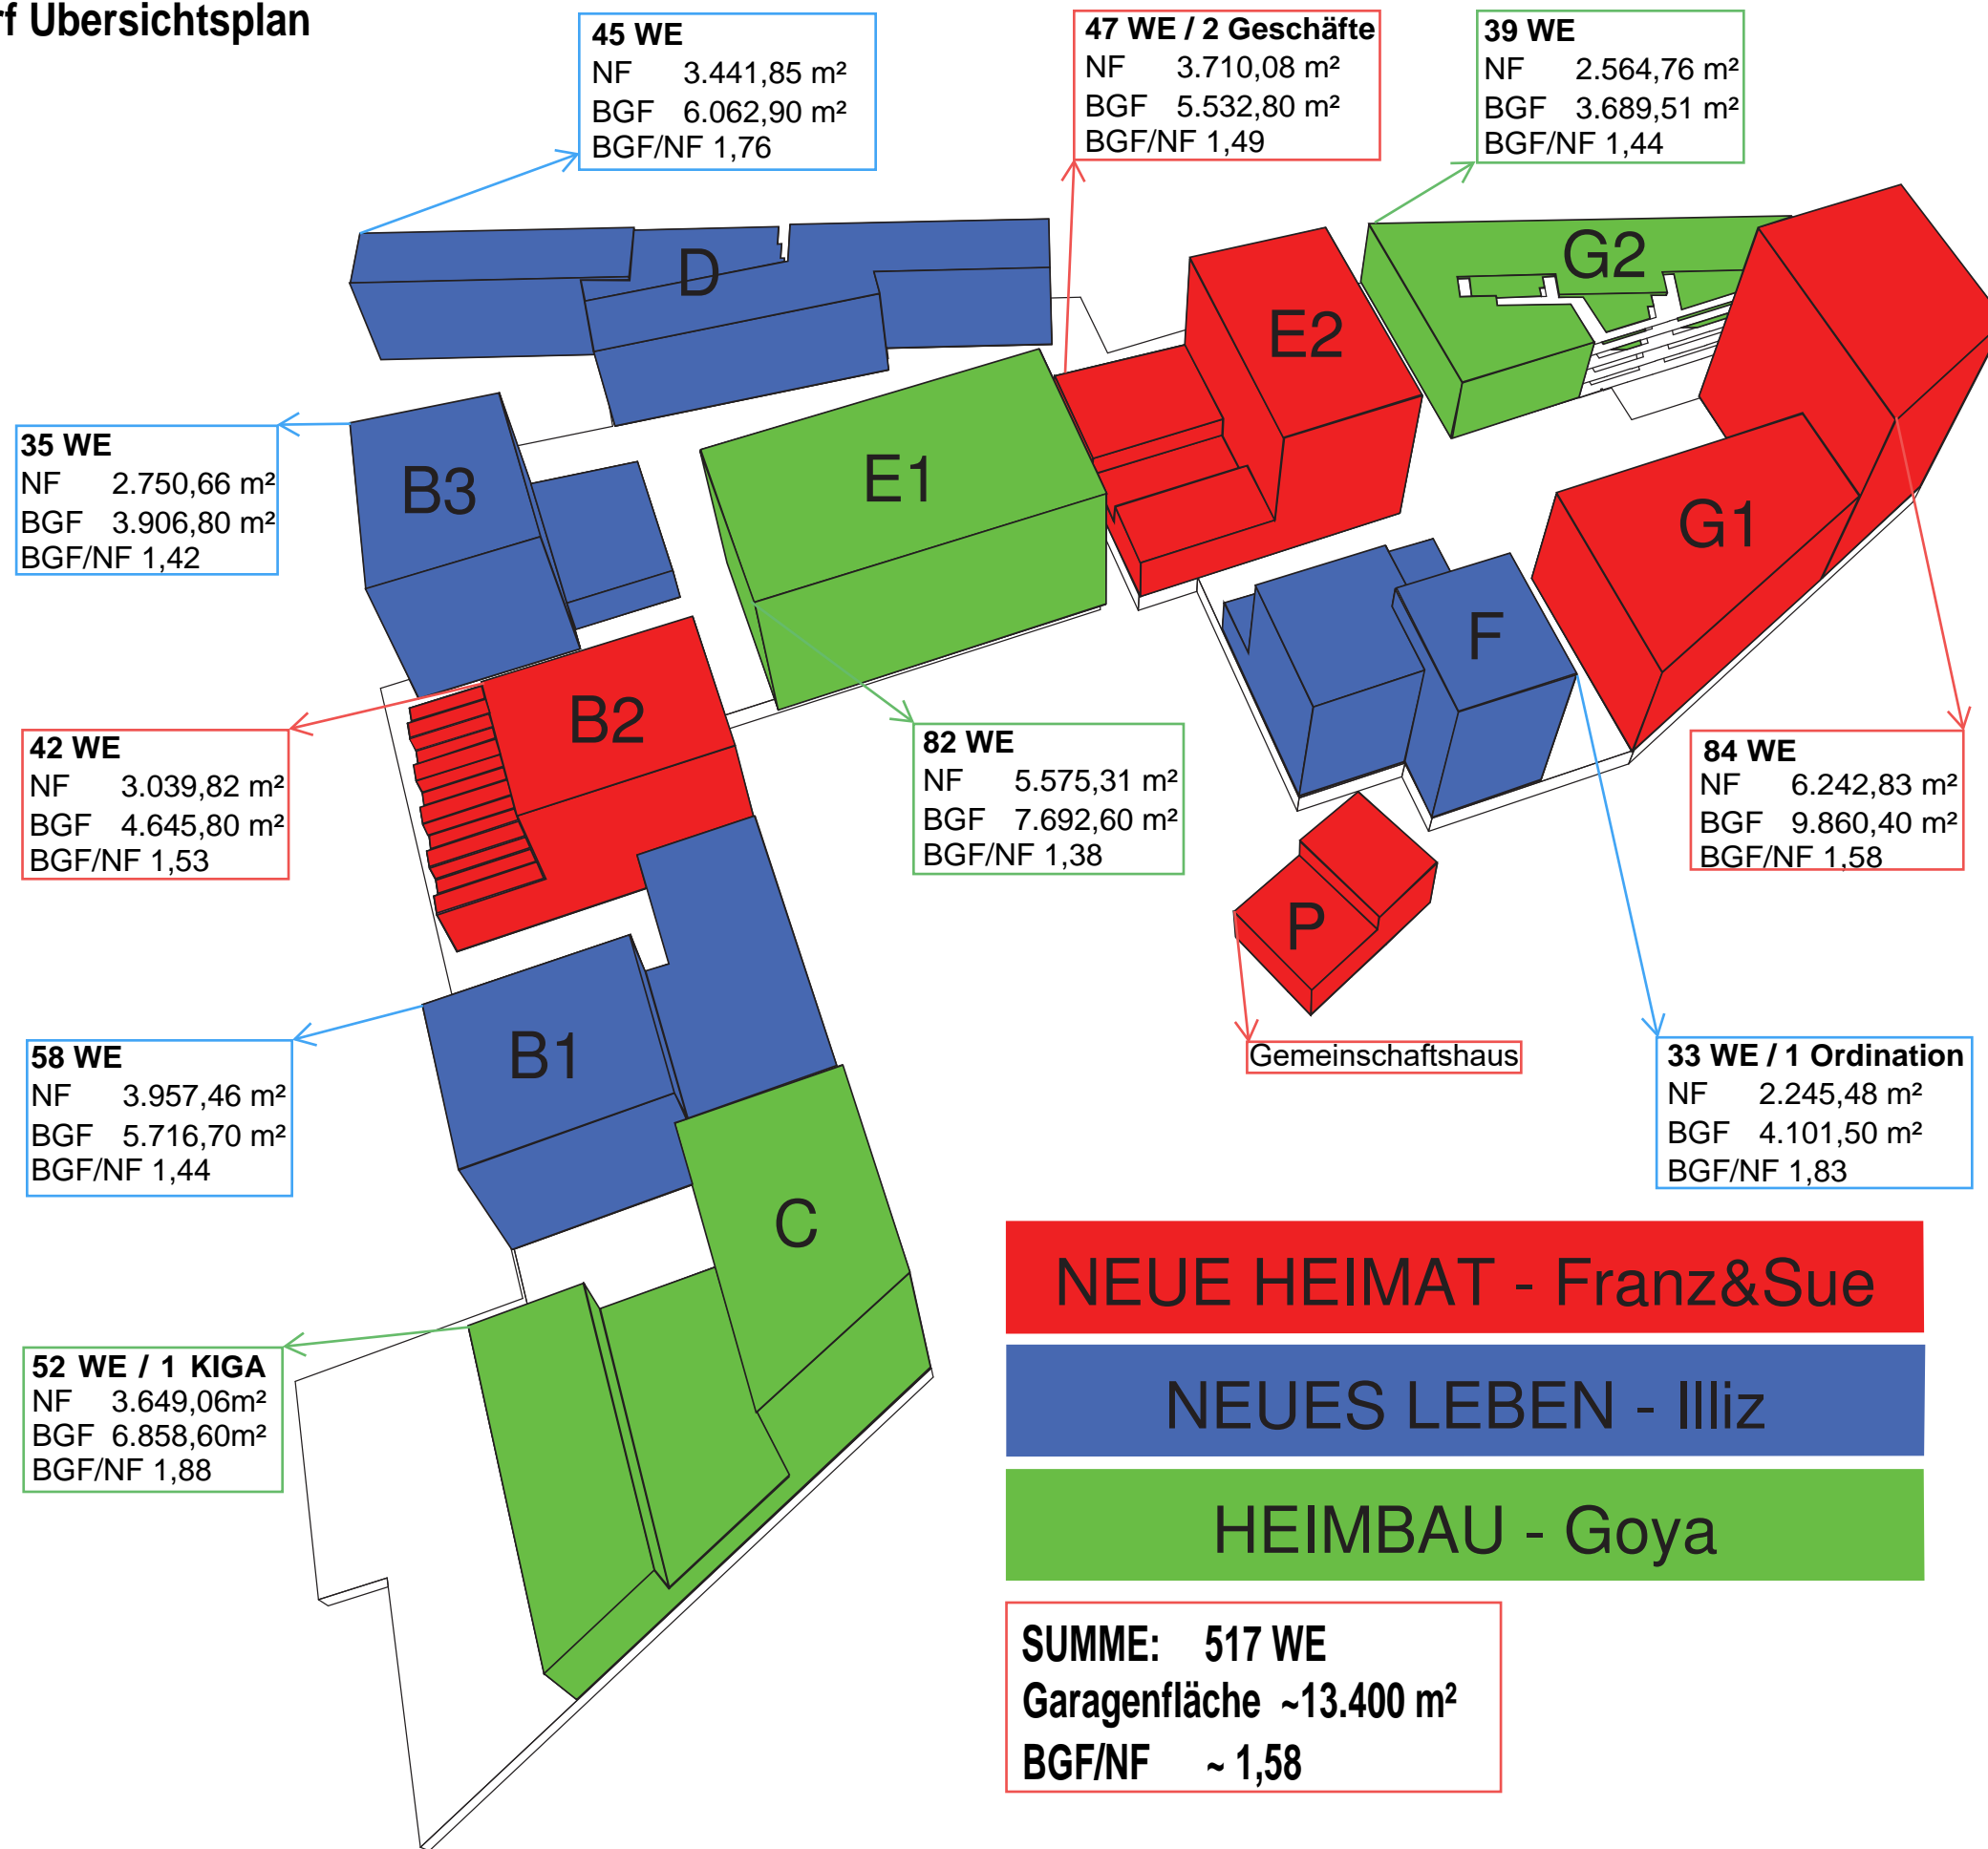 rf Übersichtsplan
45 WE
NF 3.441,85 m²
BGF 6.062,90 m²
BGF/NF 1,76
47 WE / 2 Geschäfte
NF 3.710,08 m²
BGF 5.532,80 m²
BGF/NF 1,49
39 WE
NF 2.564,76 m²
BGF 3.689,51 m²
BGF/NF 1,44
D
E2
G2
35 WE
NF 2.750,66 m²
BGF 3.906,80 m²
BGF/NF 1,42
B3
E1
G1
F
42 WE
NF 3.039,82 m²
BGF 4.645,80 m²
BGF/NF 1,53
B2
82 WE
NF 5.575,31 m²
BGF 7.692,60 m²
BGF/NF 1,38
84 WE
NF 6.242,83 m²
BGF 9.860,40 m²
BGF/NF 1,58
P
Gemeinschaftshaus
58 WE
NF 3.957,46 m²
BGF 5.716,70 m²
BGF/NF 1,44
B1
33 WE / 1 Ordination
NF 2.245,48 m²
BGF 4.101,50 m²
BGF/NF 1,83
C
52 WE / 1 KIGA
NF 3.649,06m²
BGF 6.858,60m²
BGF/NF 1,88
NEUE HEIMAT - Franz&Sue
NEUES LEBEN - Illiz
HEIMBAU - Goya
SUMME: 517 WE
Garagenfläche ~13.400 m²
BGF/NF ~ 1,58